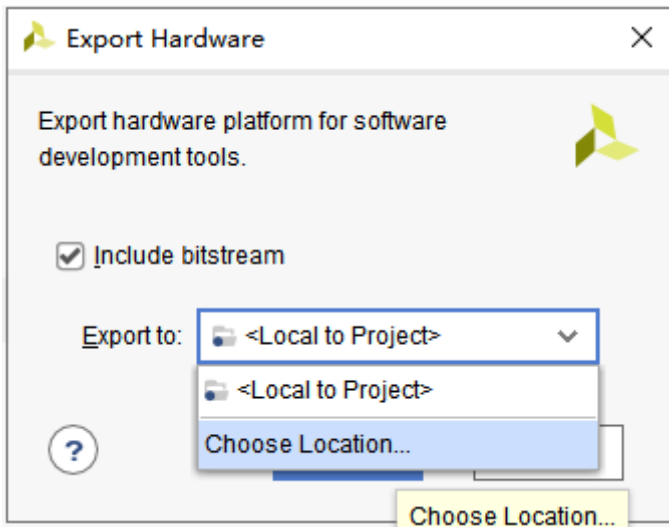 Export Hardware
Export hardware platform for software
development tools.
Include bitstream
Export to: <Local to Project>
<Local to Project>
Choose Location...
?
Choose Location...